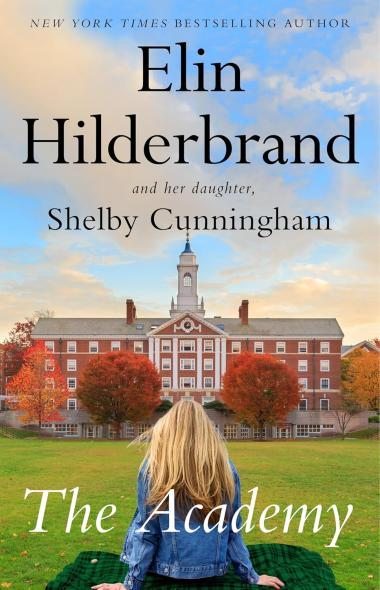 NEW YORK TIMES BESTSELLING AUTHOR
Elin
Hilderbrand
and her daughter,
Shelby Cunningham
The Academy